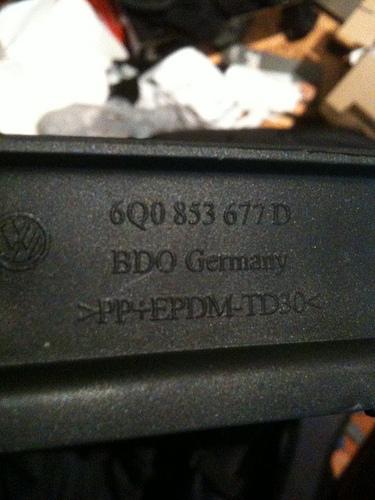 6Q0 853 677 D
BDO Germany
>PP+EPDM-TD30<